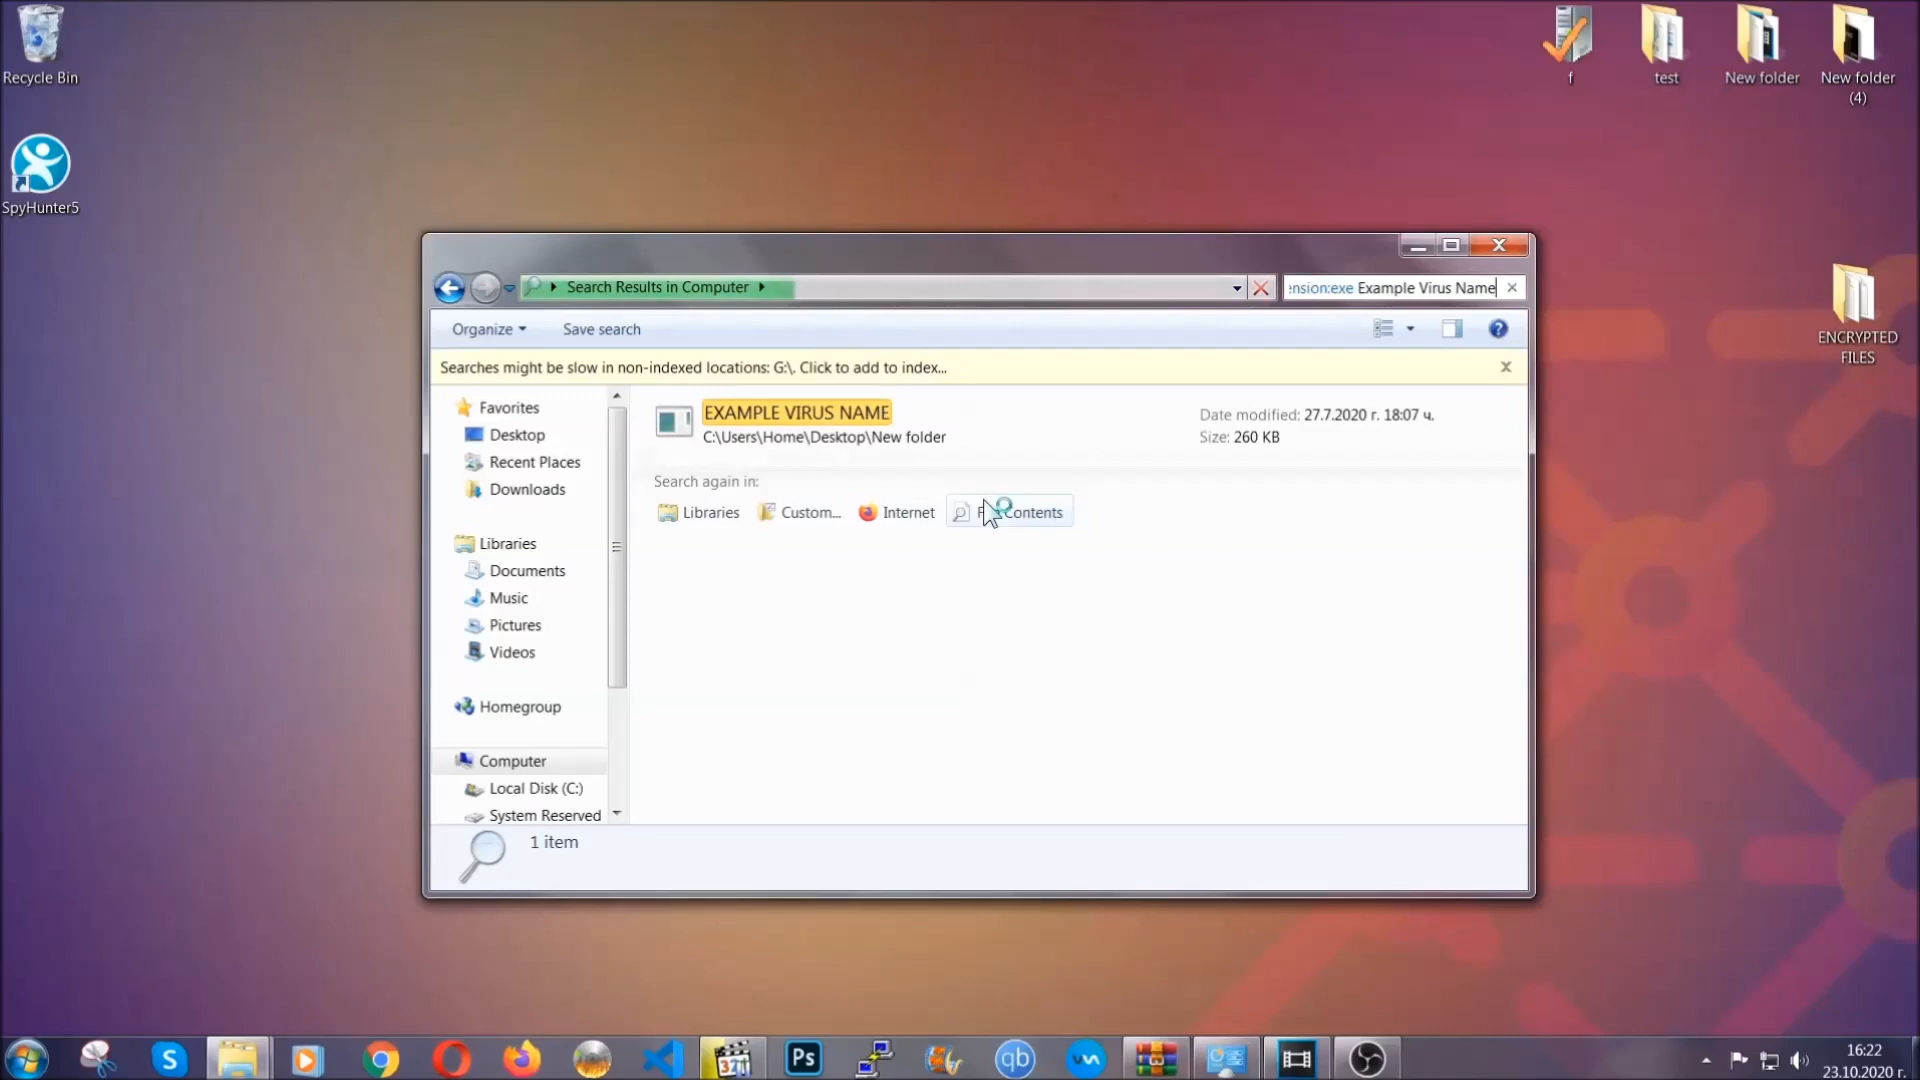 Recycle Bin
SpyHunter5
f
test
New folder
New folder
(4)
ENCRYPTED
FILES
Search Results in Computer
ension:exe Example Virus Name
Organize
Save search
Searches might be slow in non-indexed locations: G:\. Click to add to index...
Favorites
Desktop
Recent Places
Downloads
Libraries
Documents
Music
Pictures
Videos
Homegroup
Computer
Local Disk (C:)
System Reserved
EXAMPLE VIRUS NAME
C:\Users\Home\Desktop\New folder
Date modified: 27.7.2020 г. 18:07 ч.
Size: 260 KB
Search again in:
Libraries
Custom...
Internet
Contents
1 item
S
321
Ps
qb
16:22
23.10.2020 г.